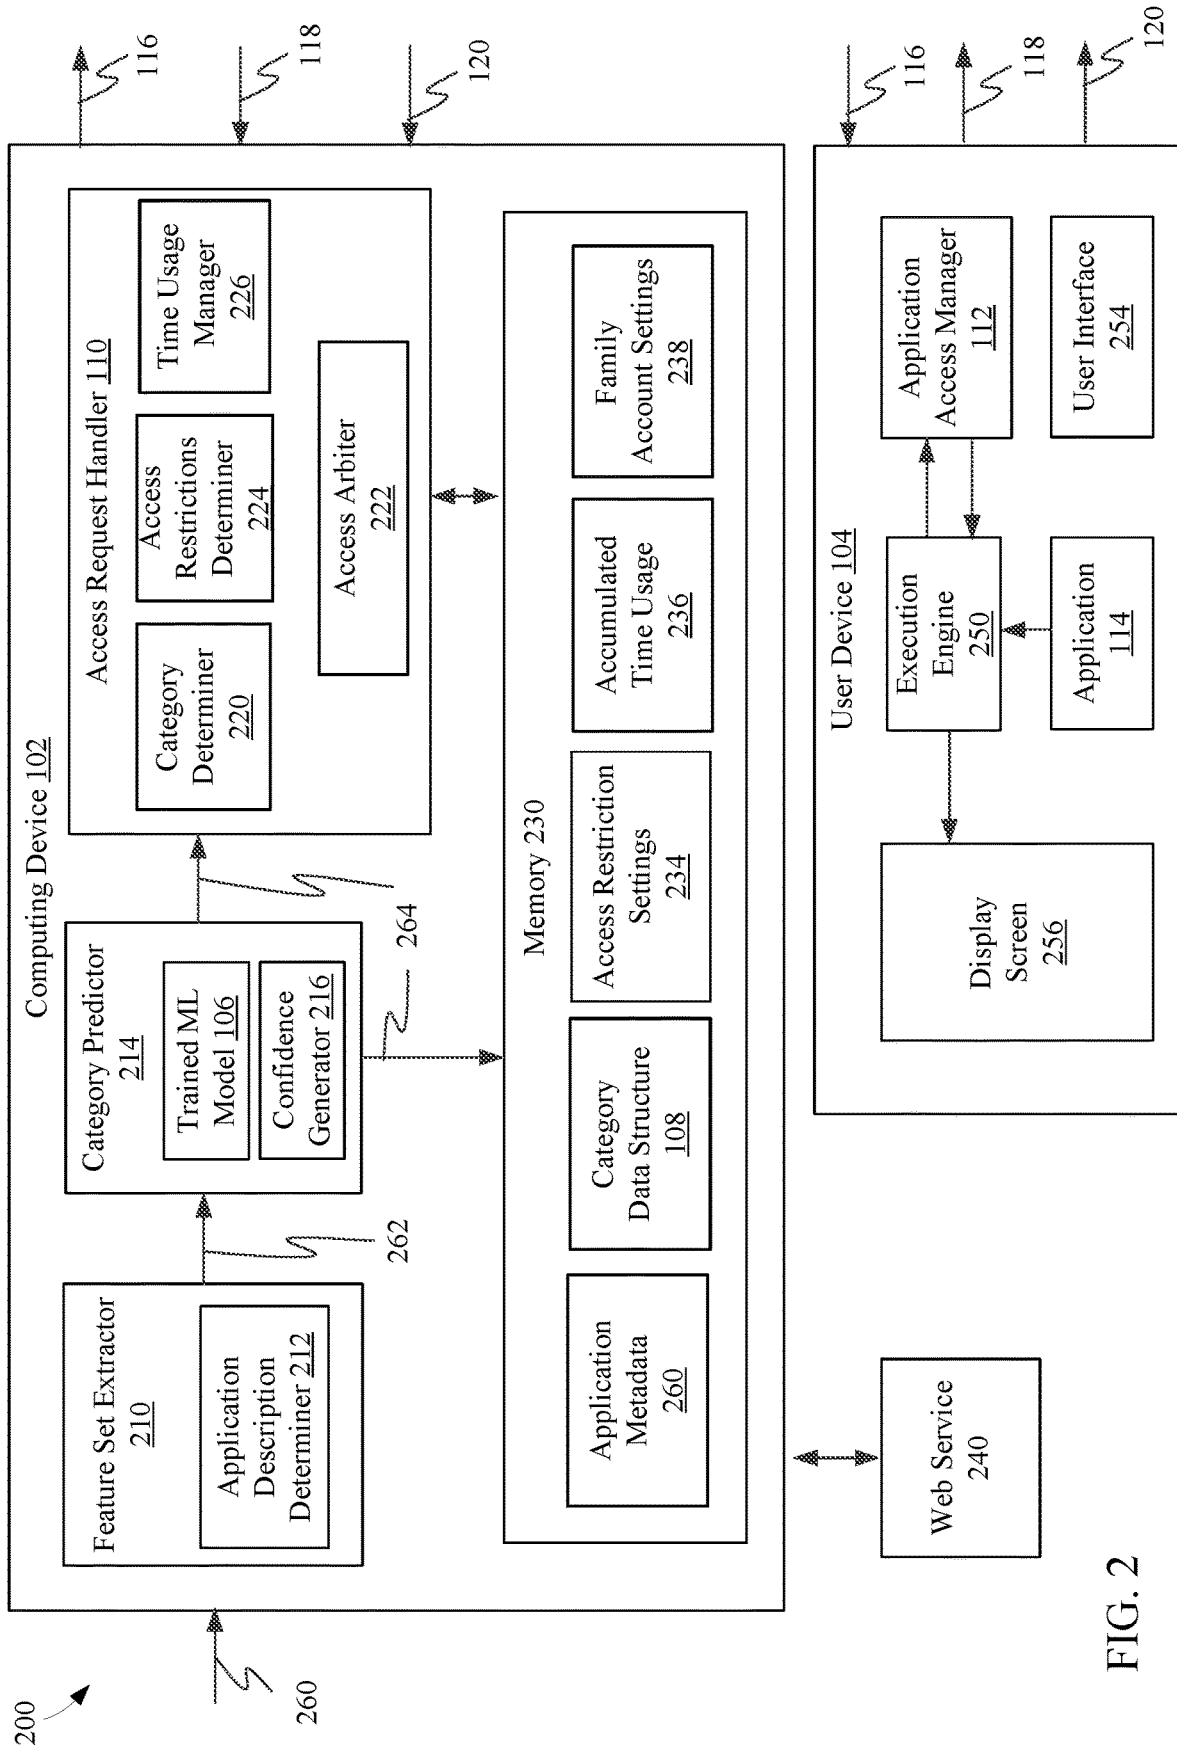 200
Computing Device 102
260
Feature Set Extractor
210
Application
Description
Determiner 212
262
Category Predictor
214
Trained ML
Model 106
Confidence
Generator 216
264
Access Request Handler 110
Category
Determiner
220
Access
Restrictions
Determiner
224
Time Usage
Manager
226
Access Arbiter
222
116
118
120
Memory 230
Application
Metadata
260
Category
Data Structure
108
Access Restriction
Settings
234
Accumulated
Time Usage
236
Family
Account Settings
238
Web Service
240
User Device 104
Display
Screen
256
Execution
Engine
250
Application
114
Application
Access Manager
112
User Interface
254
116
118
120
FIG. 2